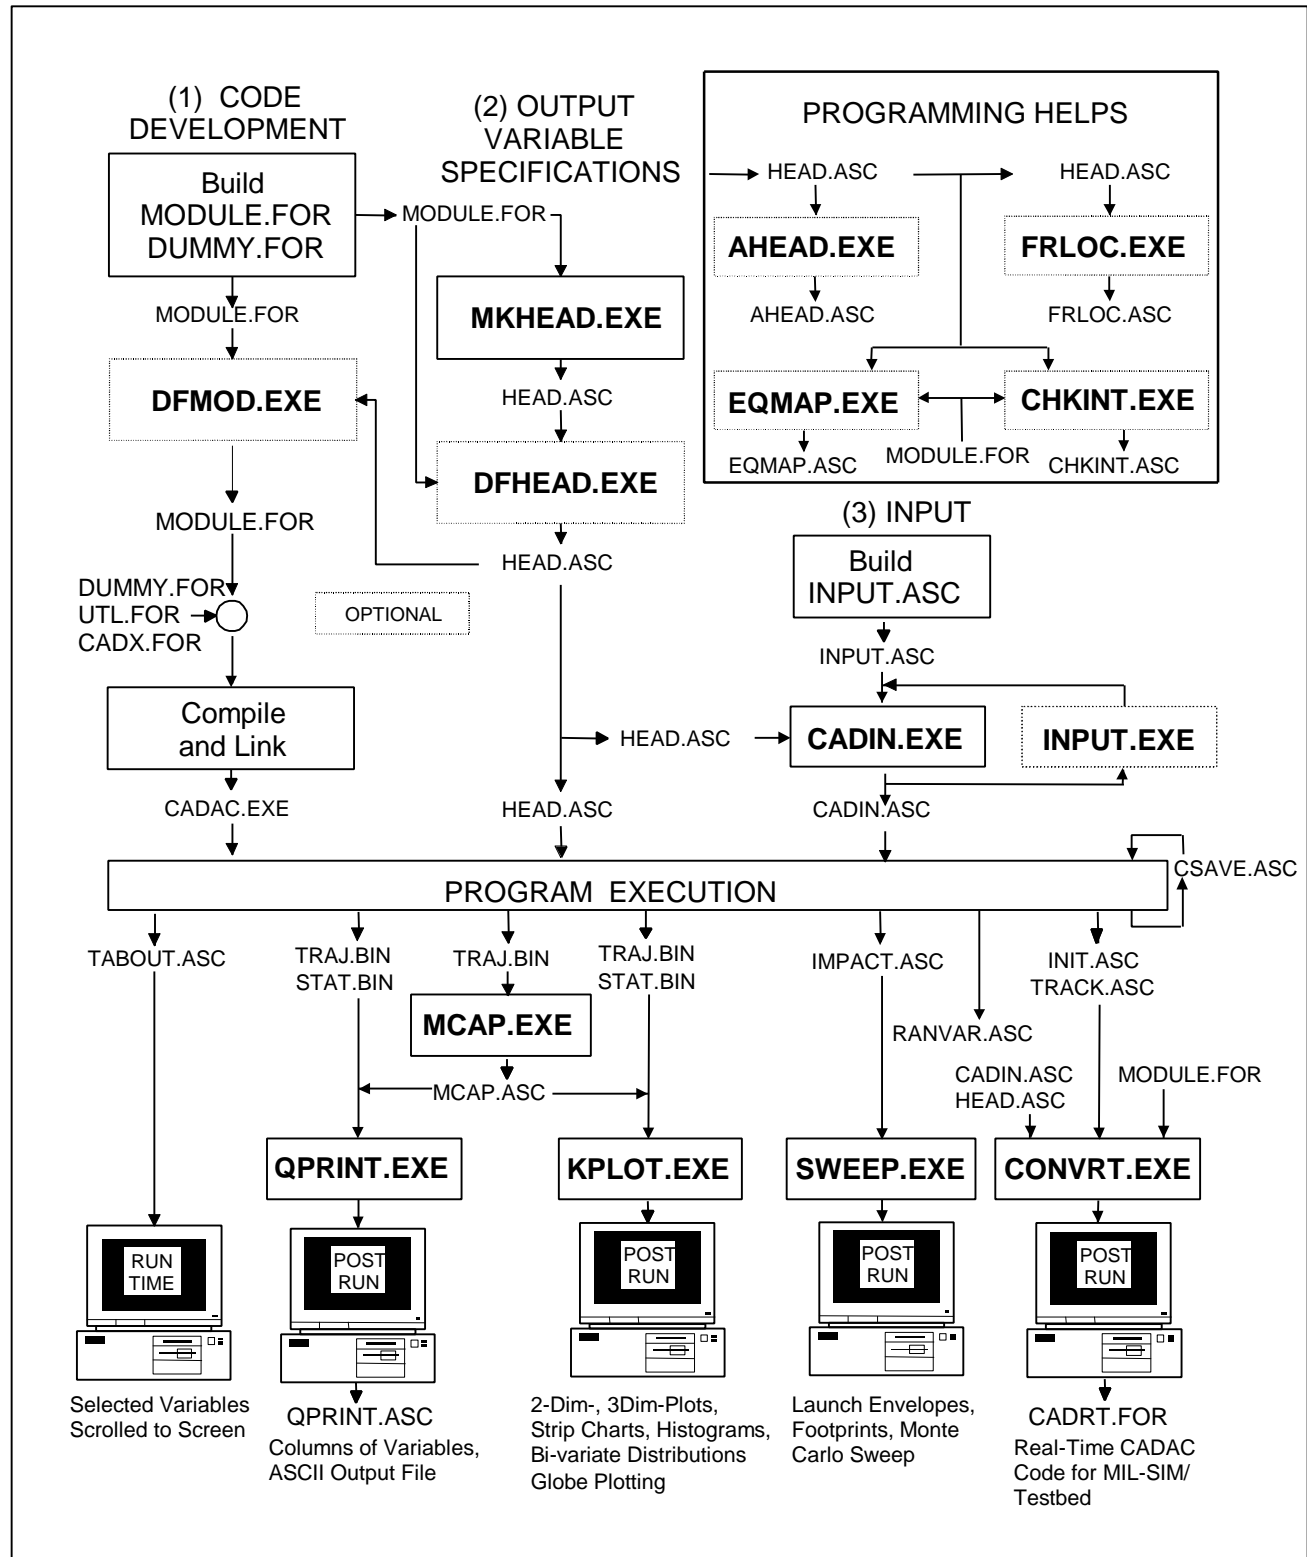 (1) CODE
DEVELOPMENT
Build
MODULE.FOR
DUMMY.FOR
MODULE.FOR
DFMOD.EXE
MODULE.FOR
DUMMY.FOR
UTL.FOR
CADX.FOR
Compile
and Link
CADAC.EXE
(2) OUTPUT
VARIABLE
SPECIFICATIONS
MODULE.FOR
MKHEAD.EXE
HEAD.ASC
DFHEAD.EXE
HEAD.ASC
OPTIONAL
HEAD.ASC
HEAD.ASC
PROGRAMMING HELPS
HEAD.ASC
HEAD.ASC
AHEAD.EXE
FRLOC.EXE
AHEAD.ASC
FRLOC.ASC
EQMAP.EXE
CHKINT.EXE
EQMAP.ASC
MODULE.FOR
CHKINT.ASC
(3) INPUT
Build
INPUT.ASC
INPUT.ASC
CADIN.EXE
INPUT.EXE
CADIN.ASC
PROGRAM EXECUTION
CSAVE.ASC
TABOUT.ASC
TRAJ.BIN
STAT.BIN
TRAJ.BIN
TRAJ.BIN
STAT.BIN
IMPACT.ASC
INIT.ASC
TRACK.ASC
MCAP.EXE
RANVAR.ASC
MCAP.ASC
CADIN.ASC
HEAD.ASC
MODULE.FOR
QPRINT.EXE
KPLOT.EXE
SWEEP.EXE
CONVRT.EXE
RUN
TIME
POST
RUN
POST
RUN
POST
RUN
POST
RUN
Selected Variables
Scrolled to Screen
QPRINT.ASC
Columns of Variables,
ASCII Output File
2-Dim-, 3Dim-Plots,
Strip Charts, Histograms,
Bi-variate Distributions
Globe Plotting
Launch Envelopes,
Footprints, Monte
Carlo Sweep
CADRT.FOR
Real-Time CADAC
Code for MIL-SIM/
Testbed